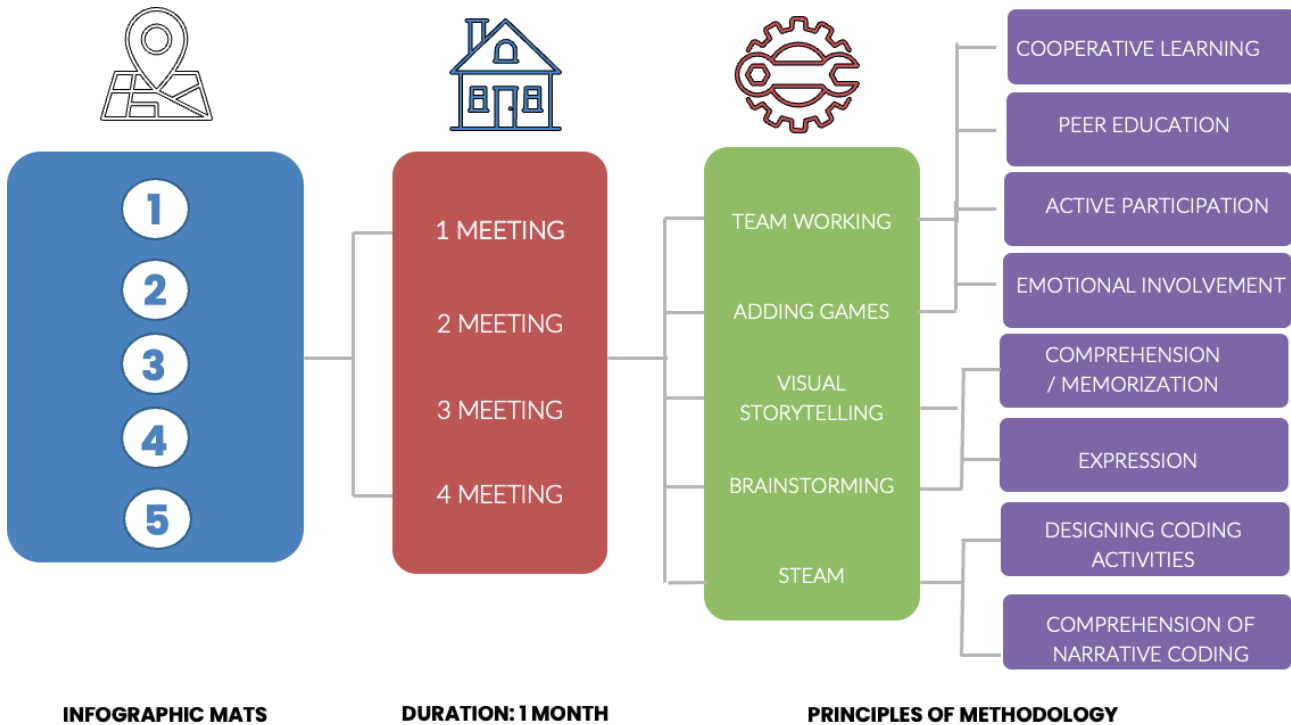 1
2
3
4
5
1 MEETING
2 MEETING
3 MEETING
4 MEETING
TEAM WORKING
ADDING GAMES
VISUAL
STORYTELLING
BRAINSTORMING
STEAM
COOPERATIVE LEARNING
PEER EDUCATION
ACTIVE PARTICIPATION
EMOTIONAL INVOLVEMENT
COMPREHENSION
/ MEMORIZATION
EXPRESSION
DESIGNING CODING
ACTIVITIES
COMPREHENSION OF
NARRATIVE CODING
INFOGRAPHIC MATS
DURATION: 1 MONTH
PRINCIPLES OF METHODOLOGY